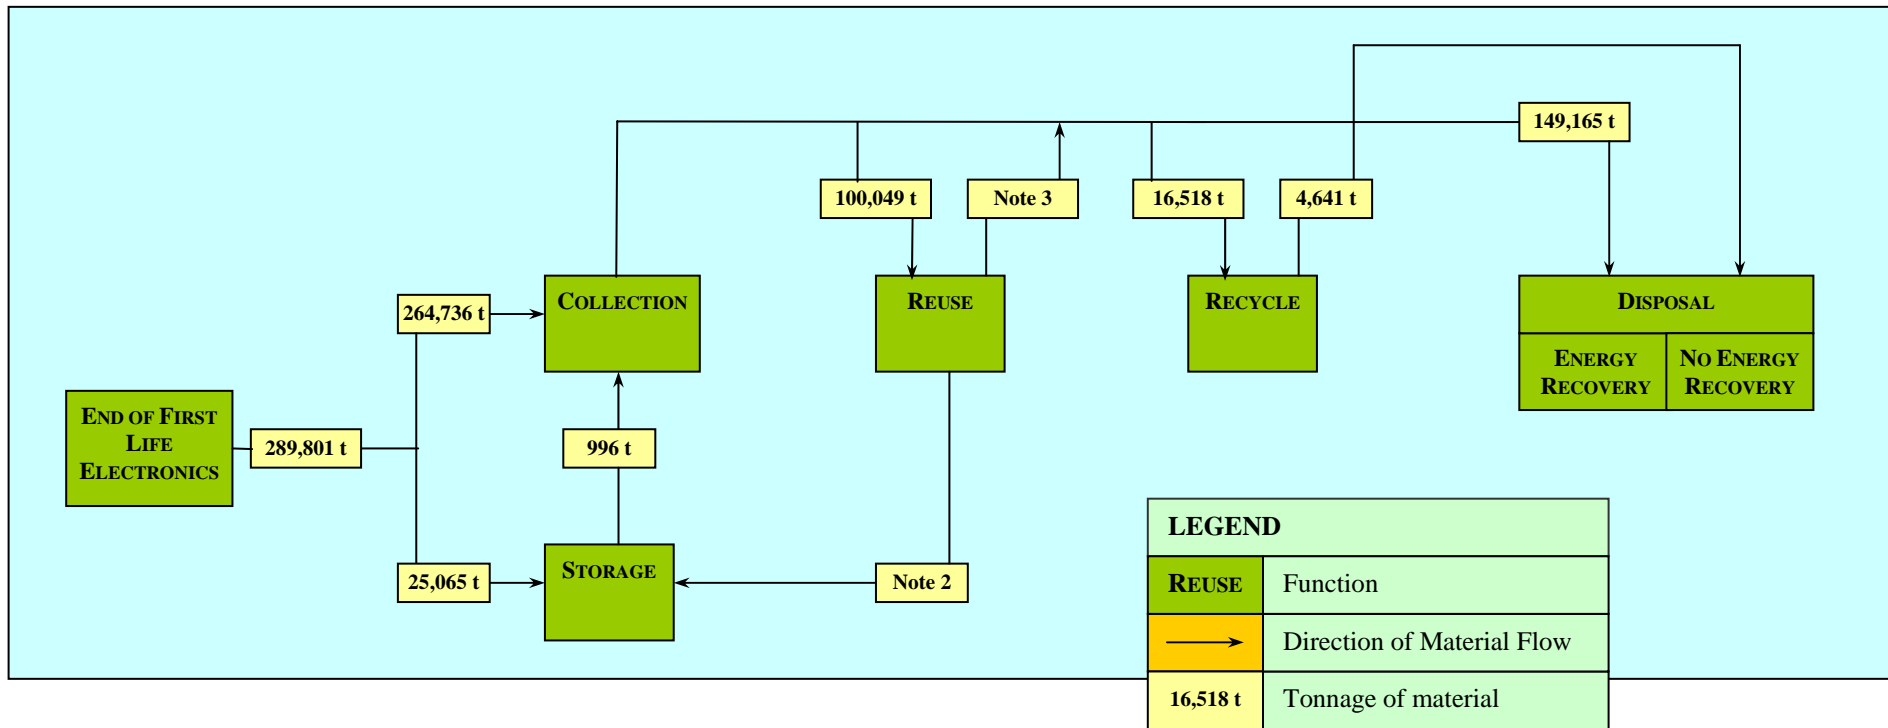 149,165 t
100,049 t
Note 3
16,518 t
4,641 t
264,736 t
COLLECTION
REUSE
RECYCLE
DISPOSAL
ENERGY
RECOVERY
NO ENERGY
RECOVERY
END OF FIRST
LIFE
ELECTRONICS
289,801 t
996 t
25,065 t
STORAGE
Note 2
LEGEND
REUSE Function
Direction of Material Flow
16,518 t Tonnage of material